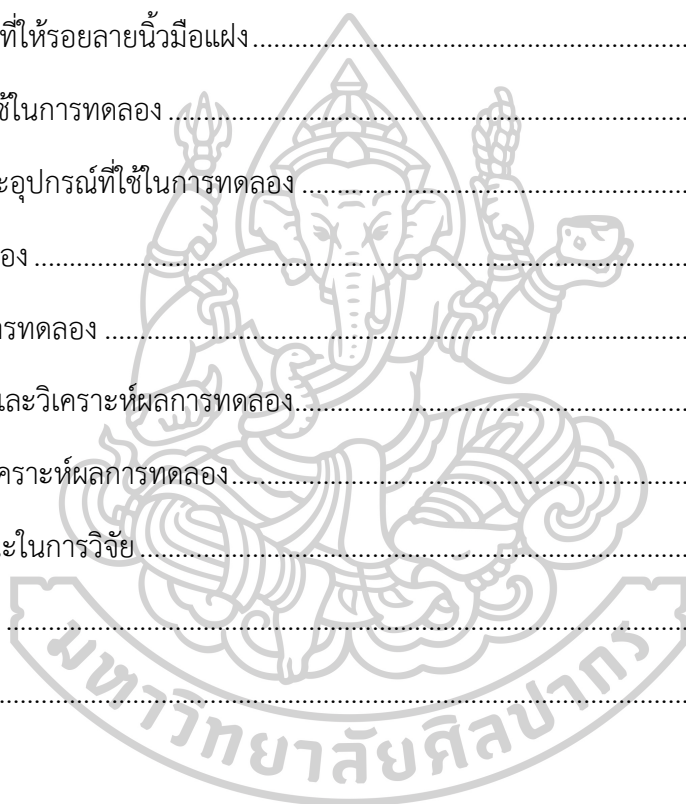 ที่ให้รอยลายนิ้วมือแฝง....................................................................
ช้ในการทดลอง....................................................................
ะอุปกรณ์ที่ใช้ในการทดลอง....................................................................
อง....................................................................
ารทดลอง....................................................................
และวิเคราะห์ผลการทดลอง....................................................................
คราะห์ผลการทดลอง....................................................................
ะในการวิจัย....................................................................
....................................................................
....................................................................
มหาวิทยาลัยศิลปากร